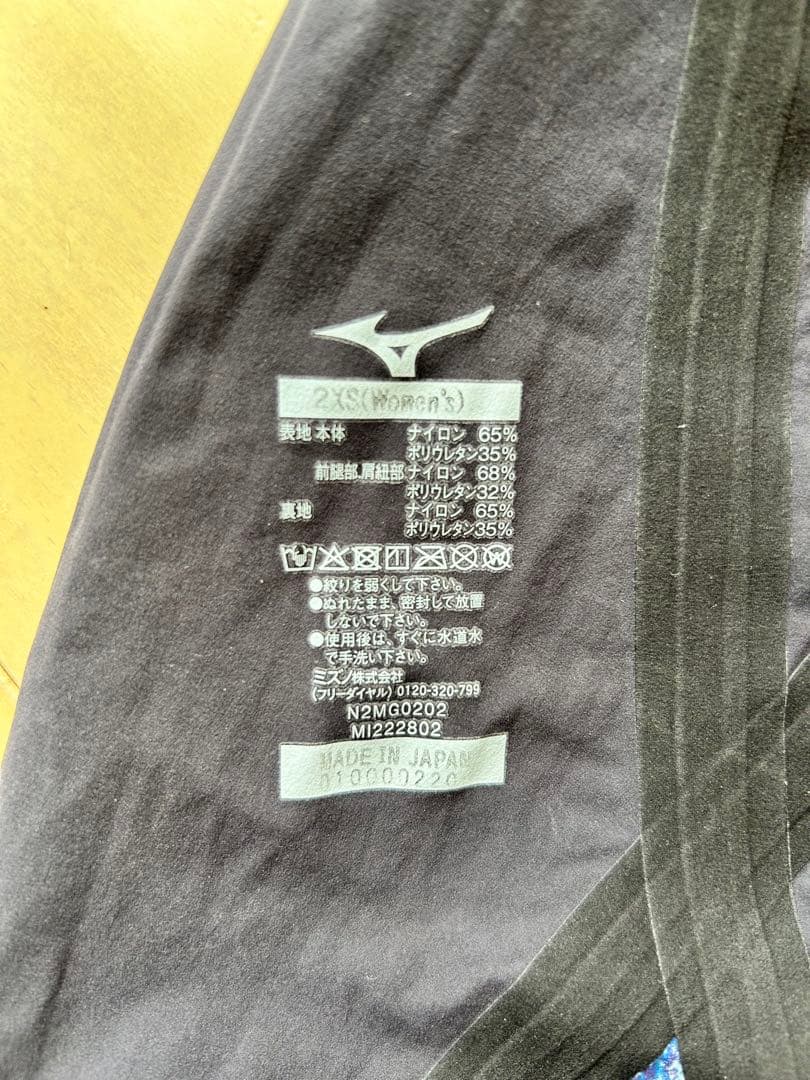 2XS(Women's)
表地 本体 ナイロン 65%
ポリウレタン35%
前腿部.肩紐部 ナイロン 68%
ポリウレタン32%
裏地 ナイロン 65%
ポリウレタン35%
W
●絞りを弱くして下さい。
●ぬれたまま、密封して放置
しないで下さい。
●使用後は、すぐに水道水
で手洗い下さい。
ミズノ株式会社
(フリーダイヤル) 0120-320-799
N2MG0202
MI222802
MADE IN JAPAN